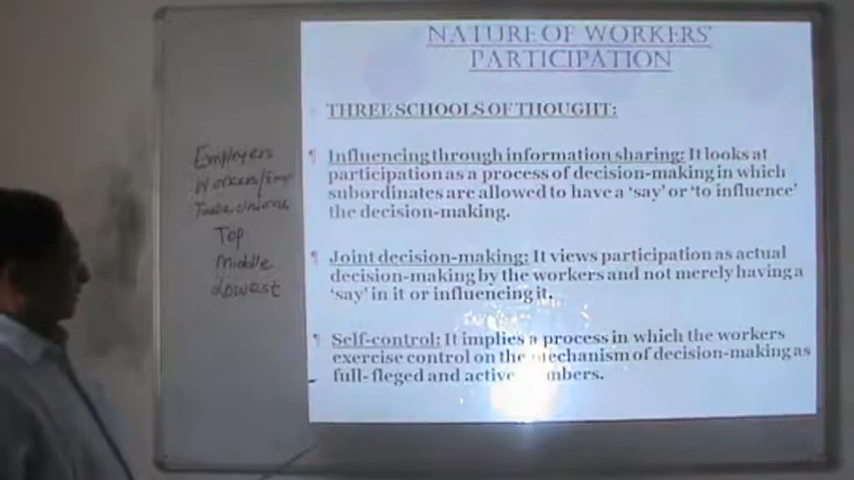 NATURE OF WORKERS'
PARTICIPATION
THREE SCHOOLS OF THOUGHT:
Influencing through information sharing: It looks at
participation as a process of decision-making in which
subordinates are allowed to have a 'say' or 'to influence'
the decision-making.
Joint decision-making: It views participation as actual
decision-making by the workers and not merely having a
'say' in it or influencing it.
Self-control: It implies a process in which the workers
exercise control on the mechanism of decision-making as
full-fleged and active
Employers
Workers/Emp
Trade Unions
Top
Middle
Lowest